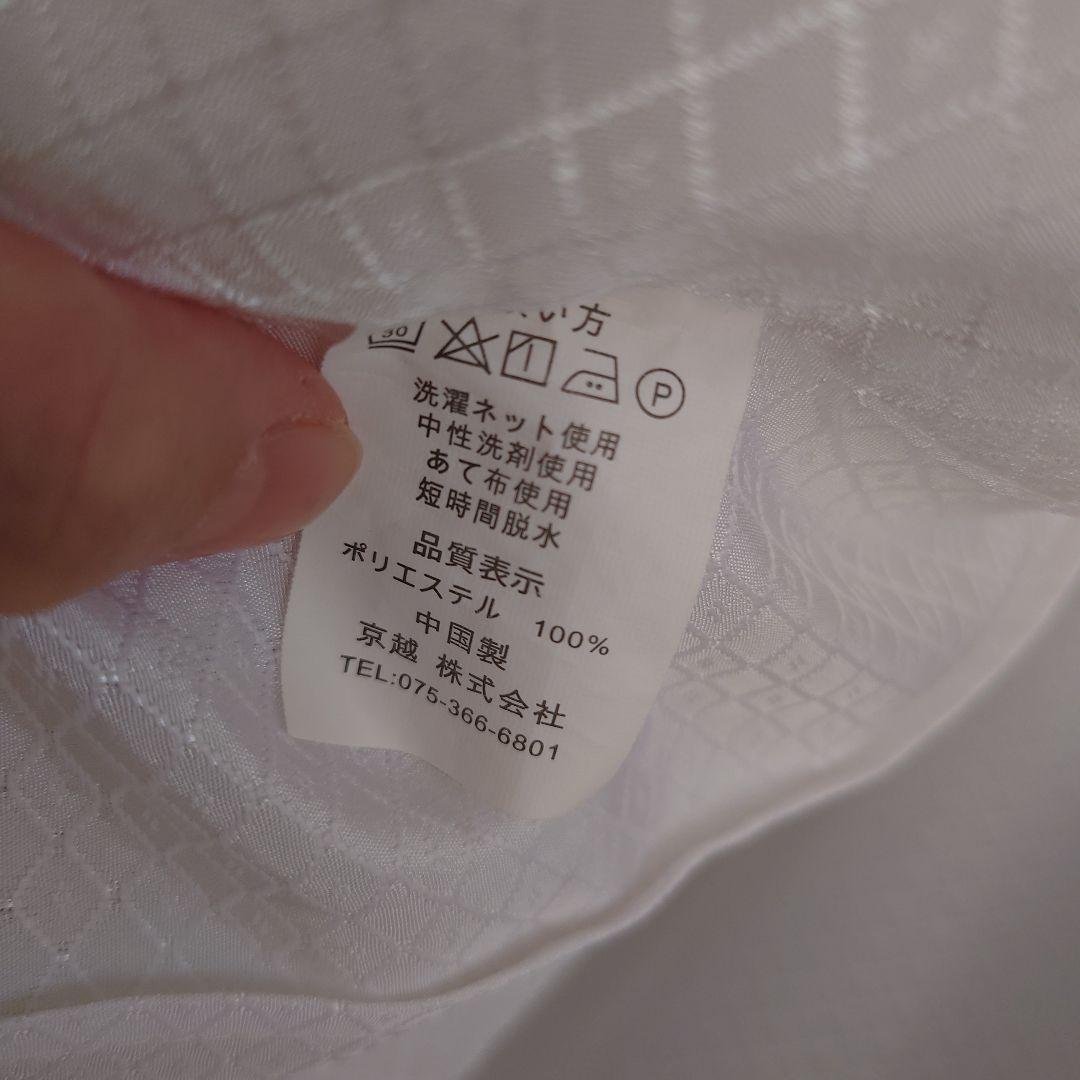 い方
30
P
洗濯ネット使用
中性洗剤使用
あて布使用
短時間脱水
品質表示
ポリエステル 100%
中国製
京越 株式会社
TEL:075-366-6801